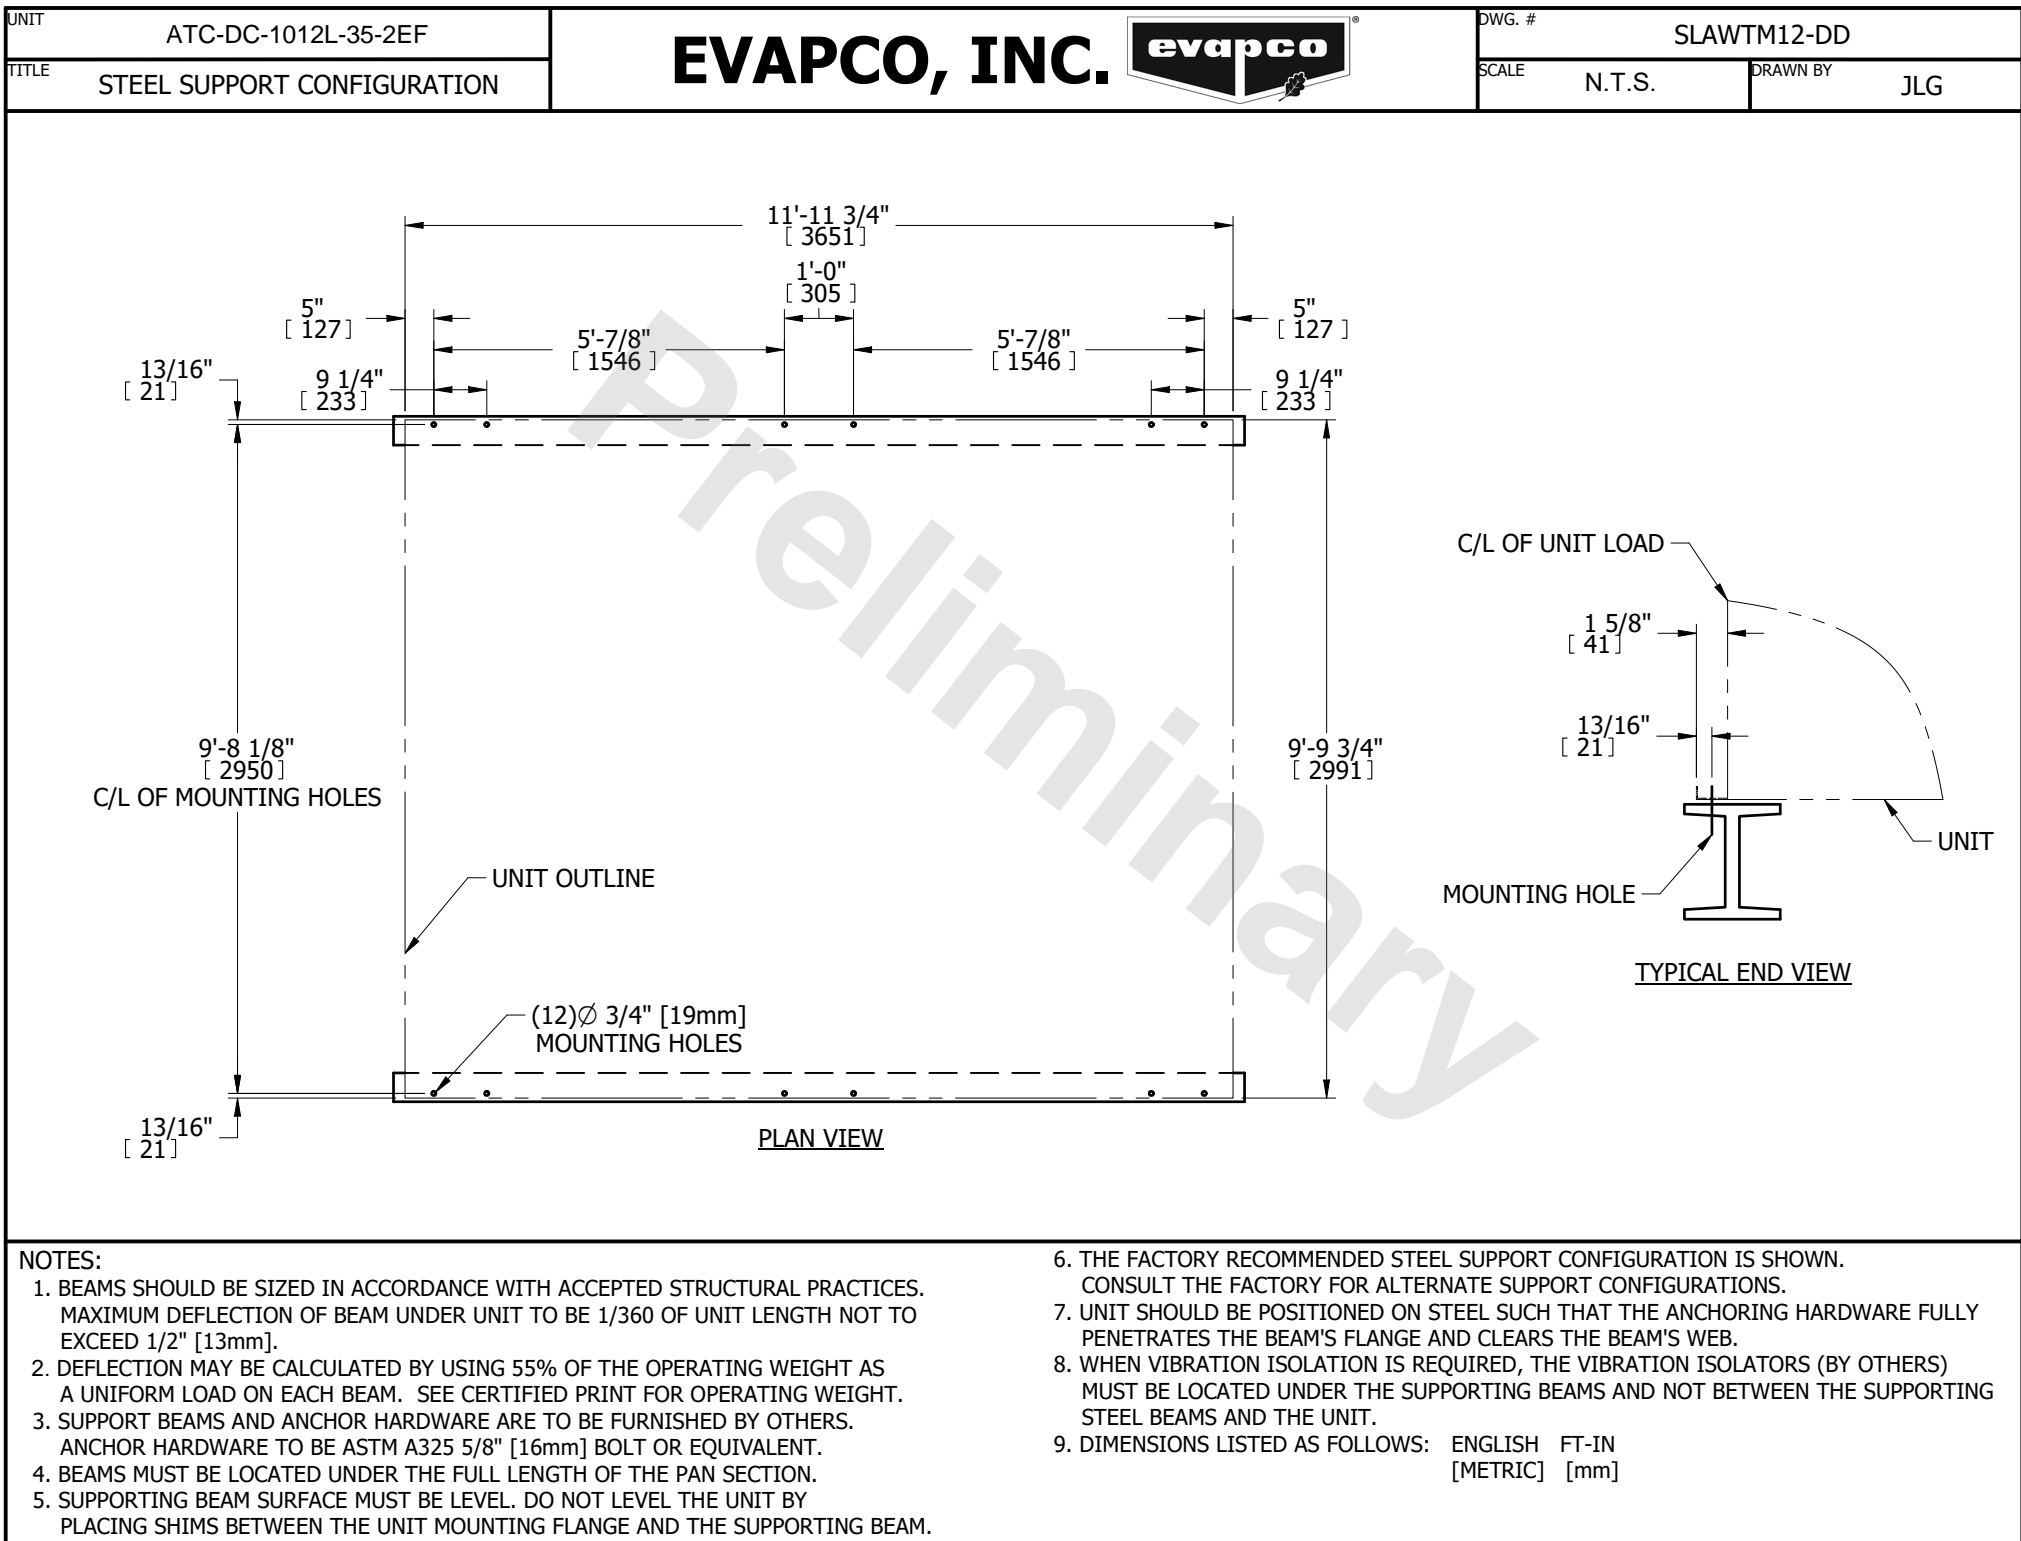 UNIT
ATC-DC-1012L-35-2EF
TITLE
STEEL SUPPORT CONFIGURATION
EVAPCO, INC.
evapco
®
DWG. #
SLAWTM12-DD
SCALE
N.T.S.
DRAWN BY
JLG
11'-11 3/4"
[ 3651 ]
1'-0"
[ 305 ]
5"
[ 127 ]
5"
[ 127 ]
5'-7/8"
[ 1546 ]
5'-7/8"
[ 1546 ]
13/16"
[ 21 ]
9 1/4"
[ 233 ]
9 1/4"
[ 233 ]
Preliminary
C/L OF UNIT LOAD
1 5/8"
[ 41 ]
13/16"
[ 21 ]
9'-8 1/8"
[ 2950 ]
C/L OF MOUNTING HOLES
9'-9 3/4"
[ 2991 ]
UNIT
UNIT OUTLINE
MOUNTING HOLE
TYPICAL END VIEW
(12)∅ 3/4" [19mm]
MOUNTING HOLES
13/16"
[ 21 ]
PLAN VIEW
NOTES:
1. BEAMS SHOULD BE SIZED IN ACCORDANCE WITH ACCEPTED STRUCTURAL PRACTICES.
MAXIMUM DEFLECTION OF BEAM UNDER UNIT TO BE 1/360 OF UNIT LENGTH NOT TO
EXCEED 1/2" [13mm].
2. DEFLECTION MAY BE CALCULATED BY USING 55% OF THE OPERATING WEIGHT AS
A UNIFORM LOAD ON EACH BEAM. SEE CERTIFIED PRINT FOR OPERATING WEIGHT.
3. SUPPORT BEAMS AND ANCHOR HARDWARE ARE TO BE FURNISHED BY OTHERS.
ANCHOR HARDWARE TO BE ASTM A325 5/8" [16mm] BOLT OR EQUIVALENT.
4. BEAMS MUST BE LOCATED UNDER THE FULL LENGTH OF THE PAN SECTION.
5. SUPPORTING BEAM SURFACE MUST BE LEVEL. DO NOT LEVEL THE UNIT BY
PLACING SHIMS BETWEEN THE UNIT MOUNTING FLANGE AND THE SUPPORTING BEAM.
6. THE FACTORY RECOMMENDED STEEL SUPPORT CONFIGURATION IS SHOWN.
CONSULT THE FACTORY FOR ALTERNATE SUPPORT CONFIGURATIONS.
7. UNIT SHOULD BE POSITIONED ON STEEL SUCH THAT THE ANCHORING HARDWARE FULLY
PENETRATES THE BEAM'S FLANGE AND CLEARS THE BEAM'S WEB.
8. WHEN VIBRATION ISOLATION IS REQUIRED, THE VIBRATION ISOLATORS (BY OTHERS)
MUST BE LOCATED UNDER THE SUPPORTING BEAMS AND NOT BETWEEN THE SUPPORTING
STEEL BEAMS AND THE UNIT.
9. DIMENSIONS LISTED AS FOLLOWS: ENGLISH FT-IN
[METRIC] [mm]